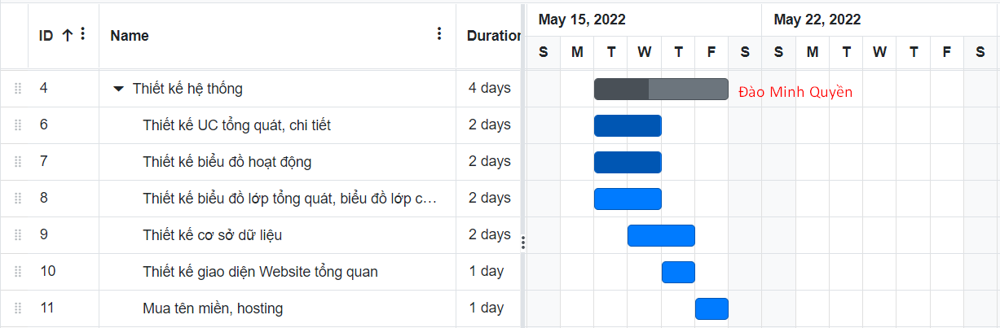 May 15, 2022 May 22, 2022
ID Name Duration
S M T W T F S S M T W T F S
4 Thiết kế hệ thống 4 days Đào Minh Quyền
6 Thiết kế UC tổng quát, chi tiết 2 days
7 Thiết kế biểu đồ hoạt động 2 days
8 Thiết kế biểu đồ lớp tổng quát, biểu đồ lớp c... 2 days
9 Thiết kế cơ sở dữ liệu 2 days
10 Thiết kế giao diện Website tổng quan 1 day
11 Mua tên miền, hosting 1 day